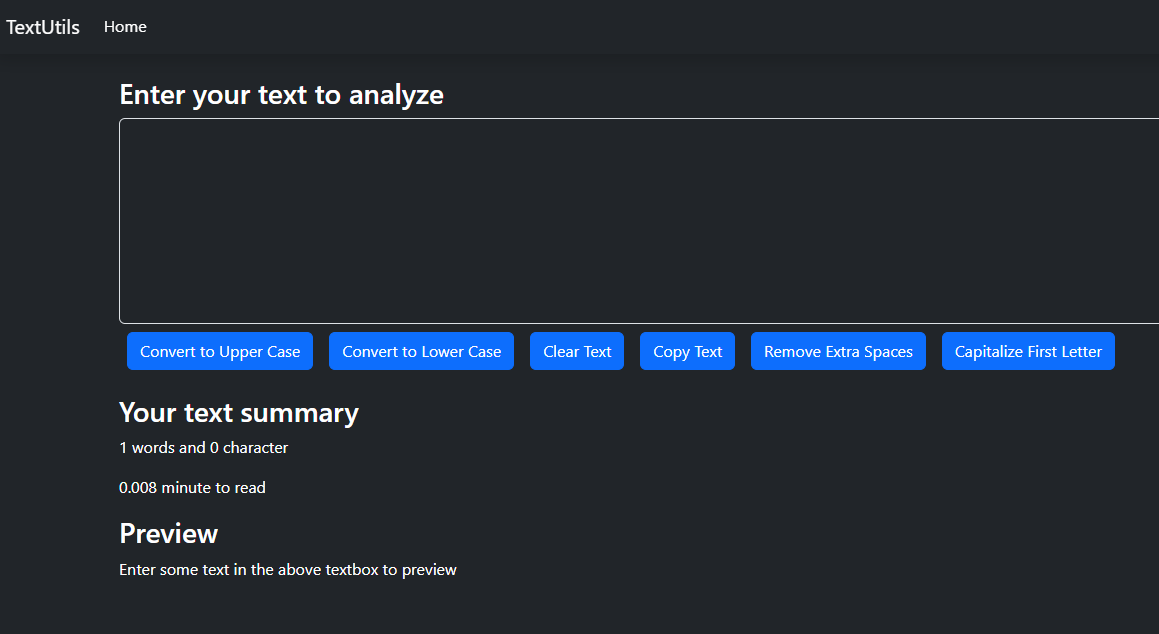 TextUtils Home
Enter your text to analyze
Convert to Upper Case Convert to Lower Case Clear Text Copy Text Remove Extra Spaces Capitalize First Letter
Your text summary
1 words and 0 character
0.008 minute to read
Preview
Enter some text in the above textbox to preview